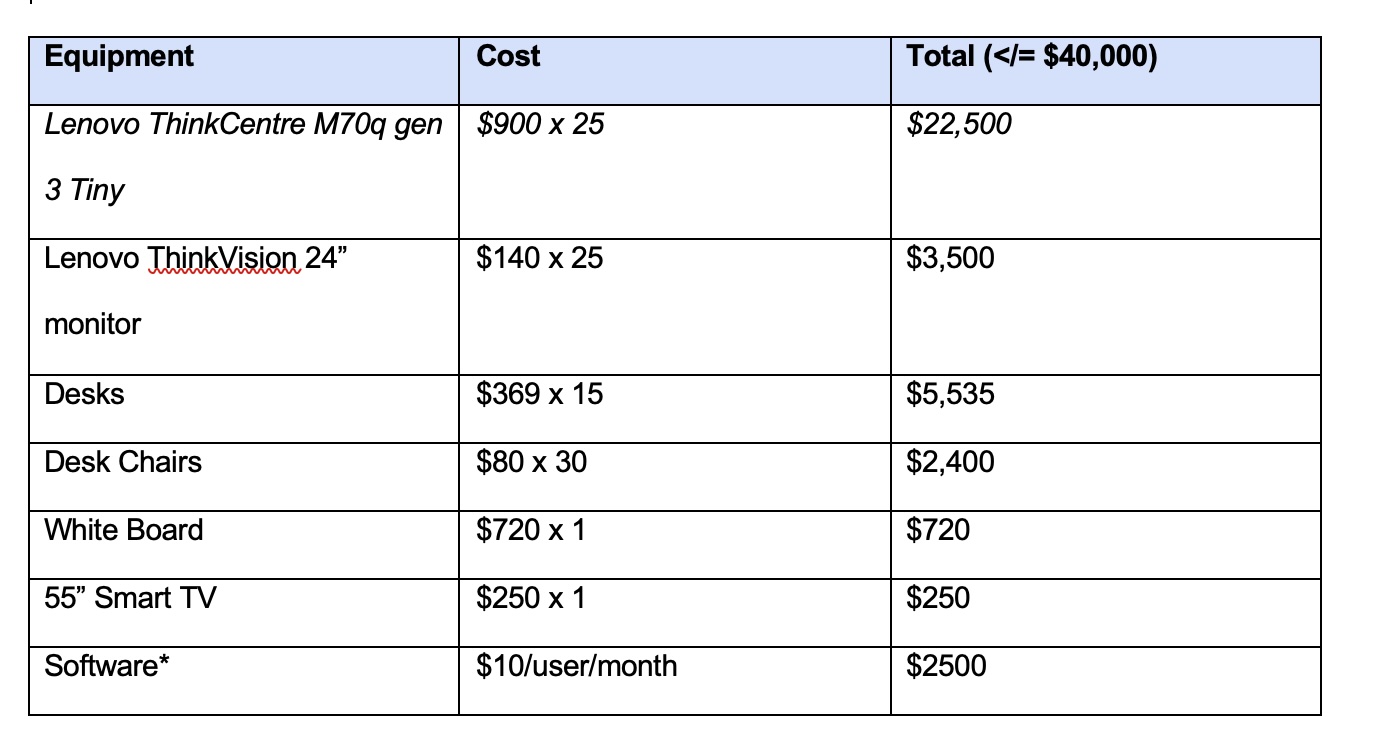 Equipment Cost Total (</= $40,000)
Lenovo ThinkCentre M70q gen $900 x 25 $22,500
3 Tiny
Lenovo ThinkVision 24” $140 x 25 $3,500
monitor
Desks $369 x 15 $5,535
Desk Chairs $80 x 30 $2,400
White Board $720 x 1 $720
55” Smart TV $250 x 1 $250
Software* $10/user/month $2500